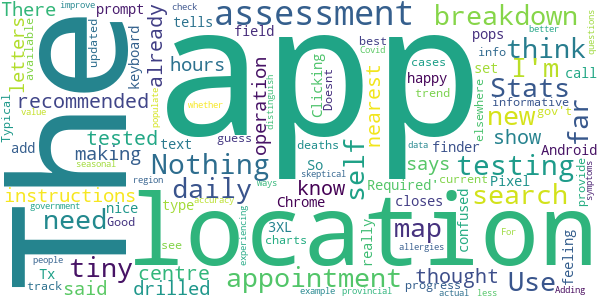 The
app
location
There
letters
available
updated
improve
prompt
tells
keyboard
already
check
Covid
assessment
field
hours
pops
best
info
breakdown
think
better
questions
Typical
recommended
add
making
tested
text
populate
whether
operation
guess
distinguish
Clicking
Doesnt
deaths
nearest
cases
trend
happy
set
I'm
call
Stats
informative
elsewhere
new
gov't
far
value
seasonal
instructions
need
nice
Good
type
Nothing
daily
region
accuracy
ways
skeptical
So
know
Chrome
self
finder
says
Required
data
show
testing
Pixel
Android
current
search
provide
symptoms
government
Tx
track
tiny
said
people
centre
drilled
see
appointment
experiencing
3XL
charts
example
map
really
thought
provincial
closes
allergies
progress
confused
actual
For
less
Use
feeling
Adding